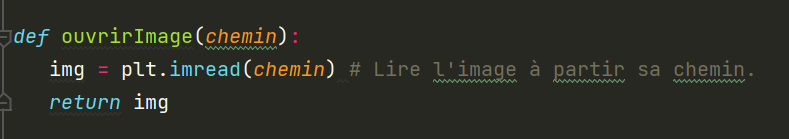 def ouvrirImage(chemin):
    img = plt.imread(chemin) # Lire l'image à partir sa chemin.
    return img